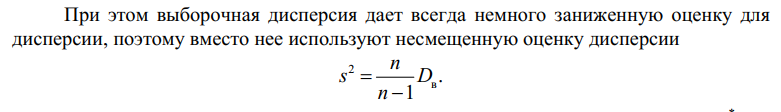 При этом выборочная дисперсия дает всегда немного заниженную оценку для
дисперсии, поэтому вместо нее используют несмещенную оценку дисперсии
s² = n/(n−1) Dв.